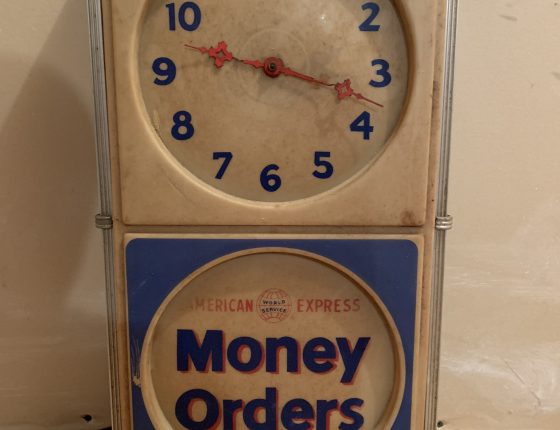 10 2
9 3
8 4
7 6 5
AMERICAN WORLD SERVICE EXPRESS
Money
Orders